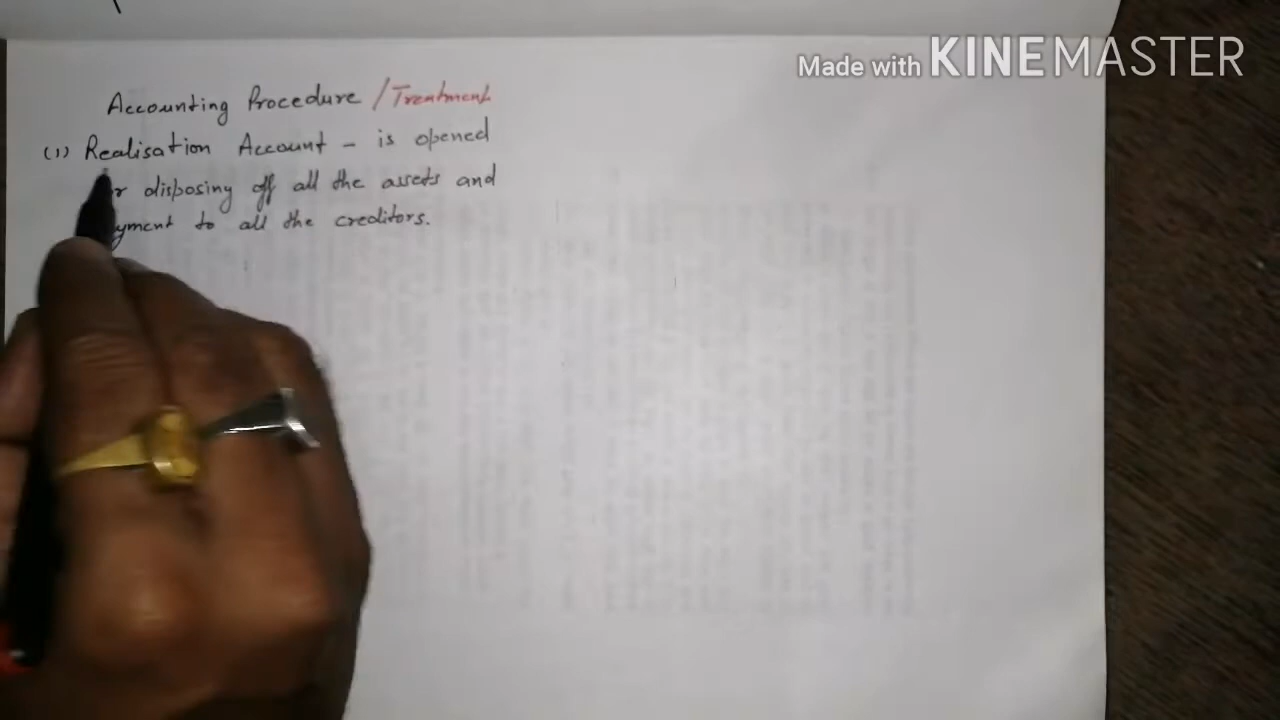 Made with KINEMASTER
Accounting Procedure / Treatment
(1) Realisation Account - is opened
disposing off all the assets and
to all the creditors.